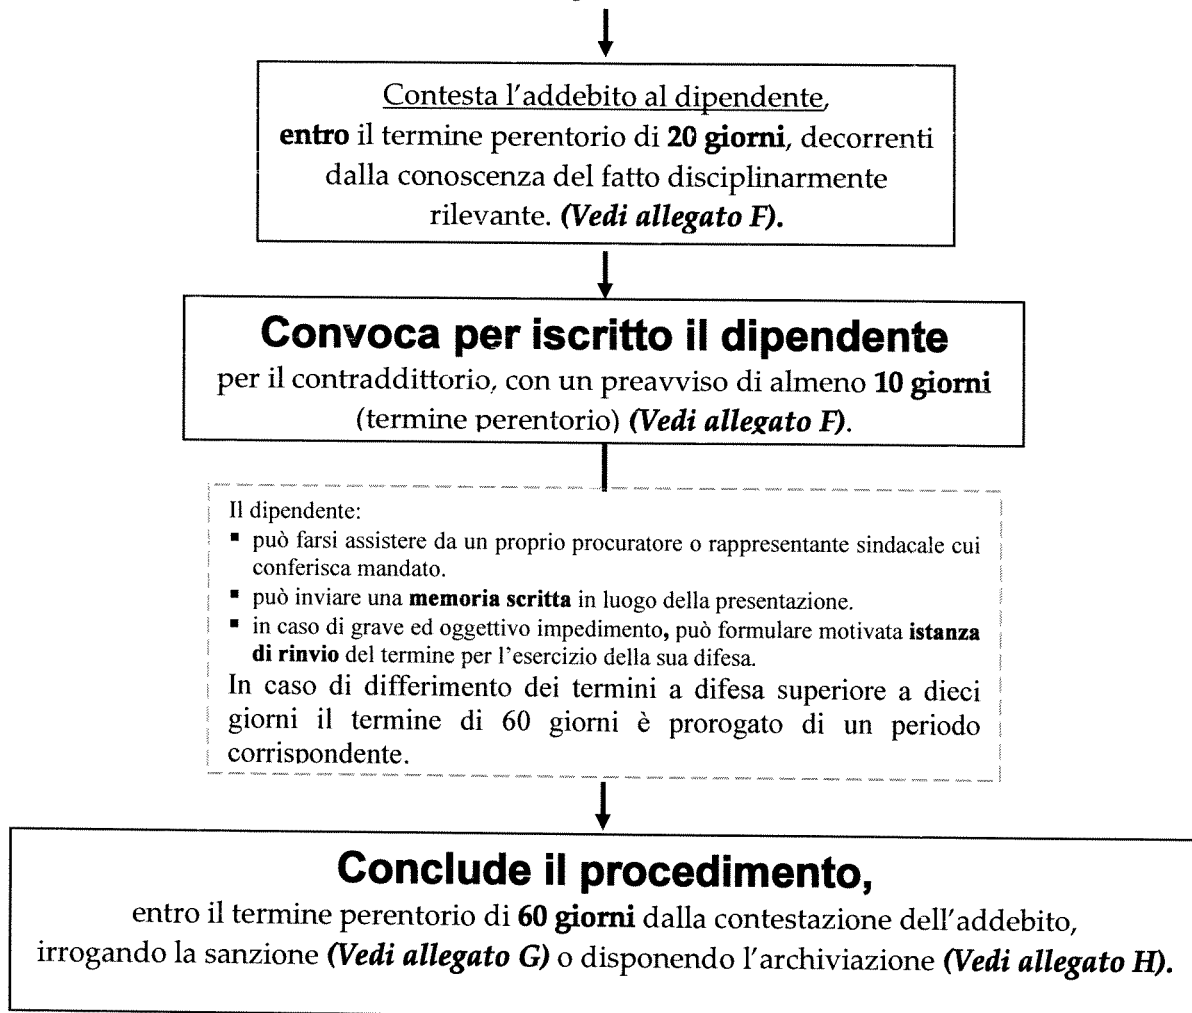 Contesta l'addebito al dipendente,
entro il termine perentorio di 20 giorni, decorrenti
dalla conoscenza del fatto disciplinarmente
rilevante. (Vedi allegato F).
Convoca per iscritto il dipendente
per il contraddittorio, con un preavviso di almeno 10 giorni
(termine perentorio) (Vedi allegato F).
Il dipendente:
▪ può farsi assistere da un proprio procuratore o rappresentante sindacale cui
conferisca mandato.
▪ può inviare una memoria scritta in luogo della presentazione.
▪ in caso di grave ed oggettivo impedimento, può formulare motivata istanza
di rinvio del termine per l'esercizio della sua difesa.
In caso di differimento dei termini a difesa superiore a dieci
giorni il termine di 60 giorni è prorogato di un periodo
corrispondente.
Conclude il procedimento,
entro il termine perentorio di 60 giorni dalla contestazione dell'addebito,
irrogando la sanzione (Vedi allegato G) o disponendo l'archiviazione (Vedi allegato H).